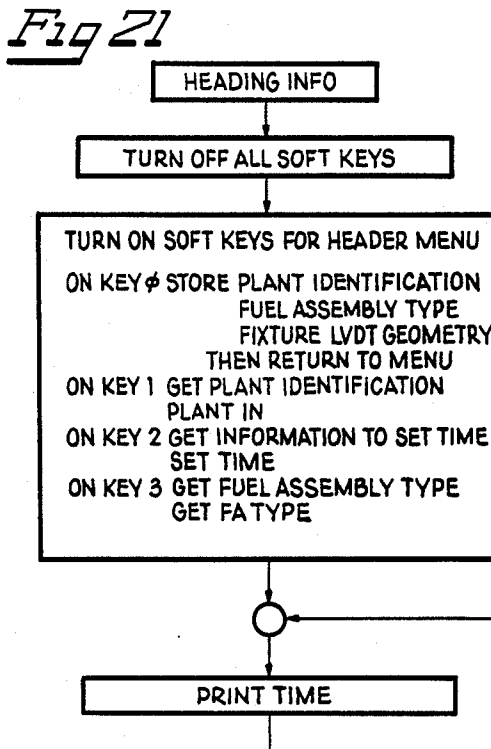 Fig 21
HEADING INFO
TURN OFF ALL SOFT KEYS
TURN ON SOFT KEYS FOR HEADER MENU
ON KEY φ STORE PLANT IDENTIFICATION
FUEL ASSEMBLY TYPE
FIXTURE LVDT GEOMETRY
THEN RETURN TO MENU
ON KEY 1 GET PLANT IDENTIFICATION
PLANT IN
ON KEY 2 GET INFORMATION TO SET TIME
SET TIME
ON KEY 3 GET FUEL ASSEMBLY TYPE
GET FA TYPE
PRINT TIME